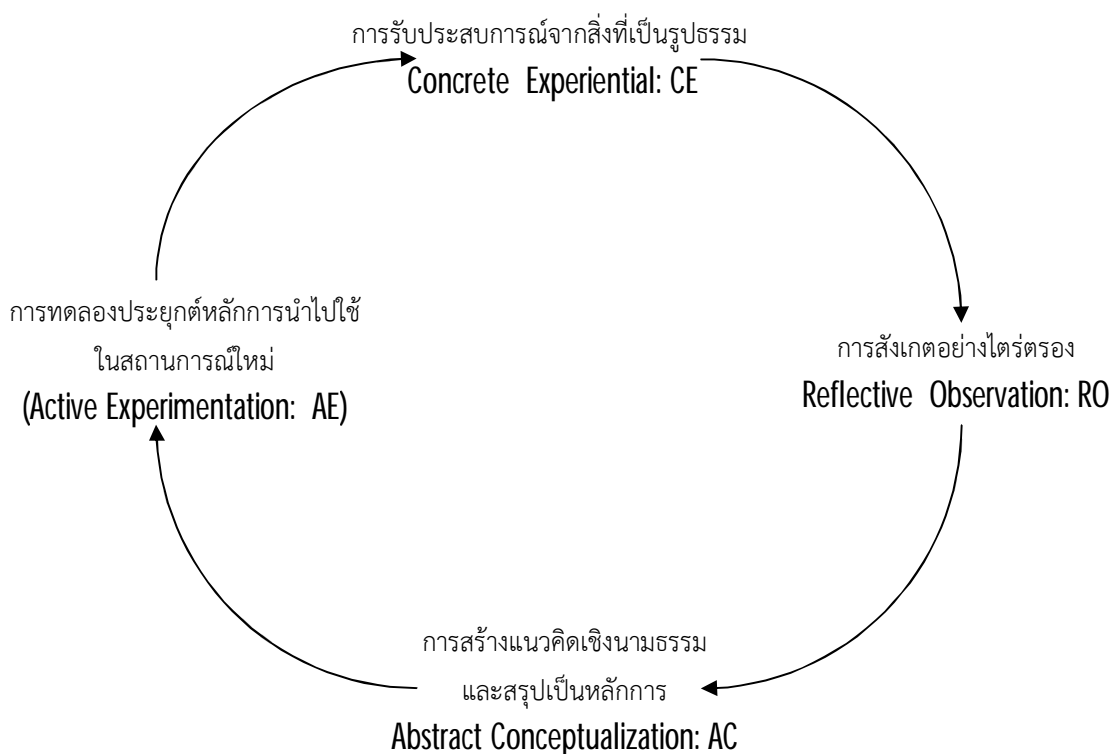 การรับประสบการณ์จากสิ่งที่เป็นรูปธรรม
Concrete Experiential: CE
การสังเกตอย่างไตร่ตรอง
Reflective Observation: RO
การสร้างแนวคิดเชิงนามธรรม
และสรุปเป็นหลักการ
Abstract Conceptualization: AC
การทดลองประยุกต์หลักการนำไปใช้
ในสถานการณ์ใหม่
(Active Experimentation: AE)